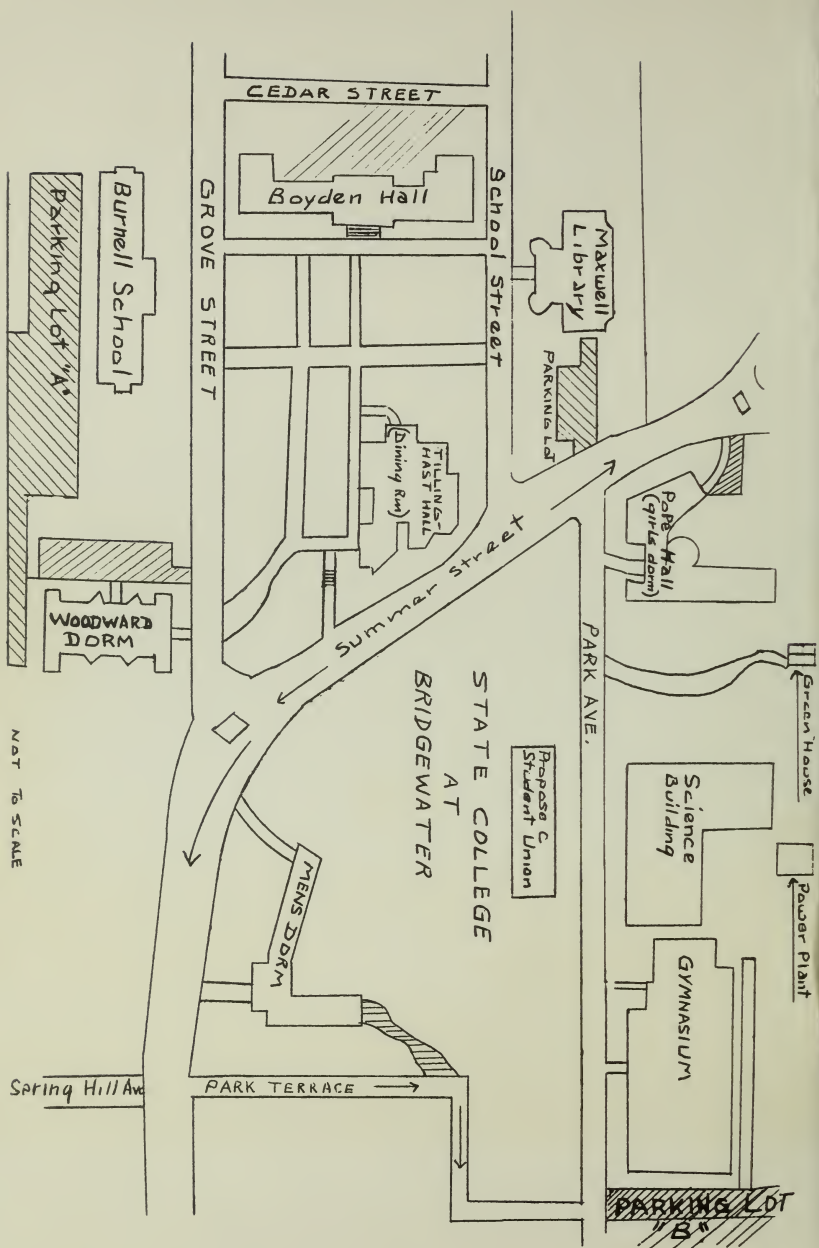 CEDAR STREET
Boyden Hall
School Street
GROVE STREET
Maxwell
Library
PARKING LOT
Burnell School
Parking Lot "A"
TILLING-
HAST HALL
(Dining Rm)
Summer Street
Pope Hall
(girls dorm)
PARK AVE.
Green House
WOODWARD
DORM
STATE COLLEGE
AT
BRIDGEWATER
Propose C
Student Union
Science
Building
Power Plant
MENS DORM
GYMNASIUM
Spring Hill Av
PARK TERRACE
PARKING LOT
"B"
NOT TO SCALE